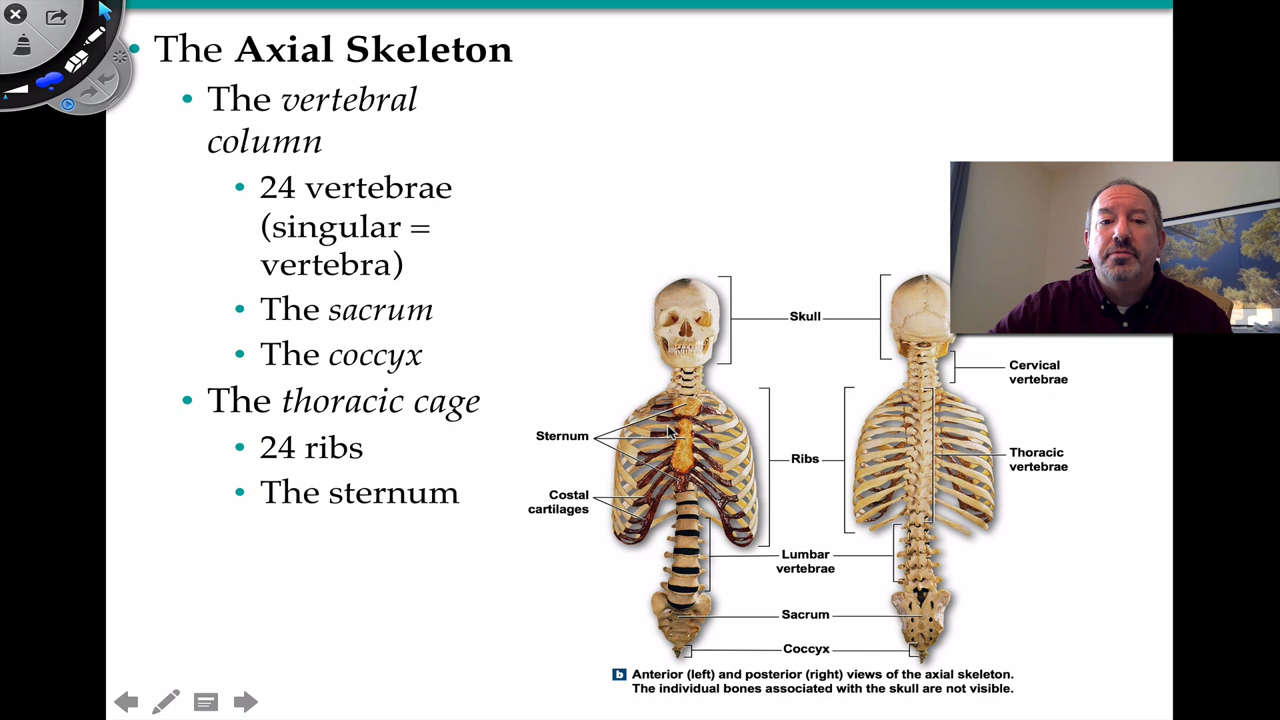 The Axial Skeleton
The vertebral
column
24 vertebrae
(singular =
vertebra)
The sacrum
The coccyx
The thoracic cage
24 ribs
The sternum
Skull
Cervical
vertebrae
Sternum
Ribs
Thoracic
vertebrae
Costal
cartilages
Lumbar
vertebrae
Sacrum
Coccyx
b Anterior (left) and posterior (right) views of the axial skeleton.
The individual bones associated with the skull are not visible.